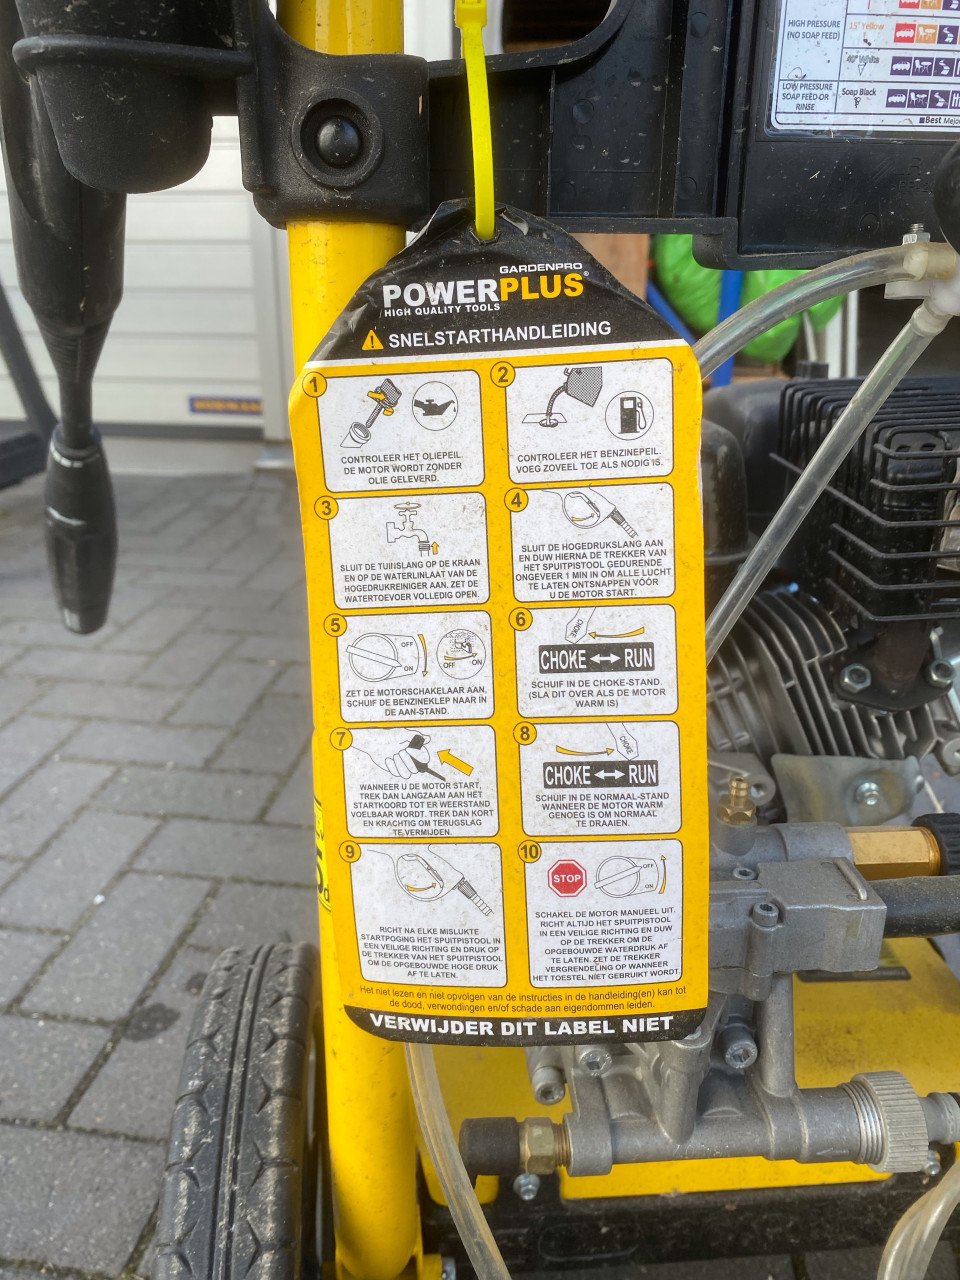 HIGH PRESSURE
(NO SOAP FEED)
15° Yellow
40° White
LOW PRESSURE
SOAP FEED OR
RINSE
Soap Black
Best
GARDENPRO
POWERPLUS®
HIGH QUALITY TOOLS
SNELSTARTHANDLEIDING
1
CONTROLEER HET OLIEPEIL.
DE MOTOR WORDT ZONDER
OLIE GELEVERD.
2
CONTROLEER HET BENZINEPEIL.
VOEG ZOVEEL TOE ALS NODIG IS.
3
SLUIT DE TUIIISLANG OP DE KRAAN
EN OP DE WATERLINLAAT VAN DE
HOGEDRUKREINIGER AAN. ZET DE
WATERTOEVOER VOLLEDIG OPEN.
4
SLUIT DE HOGEDRUKSLANG AAN
EN DUW HIERNA DE TREKKER VAN
HET SPUITPISTOOL GEDURENDE
ONGEVEER 1 MIN IN OM ALLE LUCHT
TE LATEN ONTSNAPPEN VOOR
U DE MOTOR START.
5
OFF
ON
OFF ON
ZET DE MOTORSCHAKELAAR AAN.
SCHUIF DE BENZINEKLEP NAAR IN
DE AAN-STAND.
6
CHOKE
CHOKE ↔ RUN
SCHUIF IN DE CHOKE-STAND.
(SLA DIT OVER ALS DE MOTOR
WARM IS)
7
WANNEER U DE MOTOR START,
TREK DAN LANGZAAM AAN HET
STARTKOORD TOT ER WEERSTAND
VOELBAAR WORDT. TREK DAN KORT
EN KRACHTIG OM TERUGSLAG
TE VERMIJDEN.
8
CHOKE
CHOKE ↔ RUN
SCHUIF IN DE NORMAAL-STAND
WANNEER DE MOTOR WARM
GENOEG IS OM NORMAAL
TE DRAAIEN.
9
RICHT NA ELKE MISLUKTE
STARTPOGING HET SPUITPISTOOL IN
EEN VEILIGE RICHTING EN DRUK OP
DE TREKKER VAN HET SPUITPISTOOL
OM DE OPGEBOUWDE HOGE DRUK
AF TE LATEN.
10
STOP
OFF
ON
SCHAKEL DE MOTOR MANUEEL UIT.
RICHT ALTIJD HET SPUITPISTOOL
IN EEN VEILIGE RICHTING EN DUW
OP DE TREKKER OM DE
OPGEBOUWDE WATERDRUK AF
TE LATEN. ZET DE TREKKER
VERGRENDELING OP WANNEER
HET TOESTEL NIET GEBRUIKT WORDT.
Het niet lezen en niet opvolgen van de instructies in de handleiding(en) kan tot
de dood, verwondingen en/of schade aan eigendommen leiden.
VERWIJDER DIT LABEL NIET